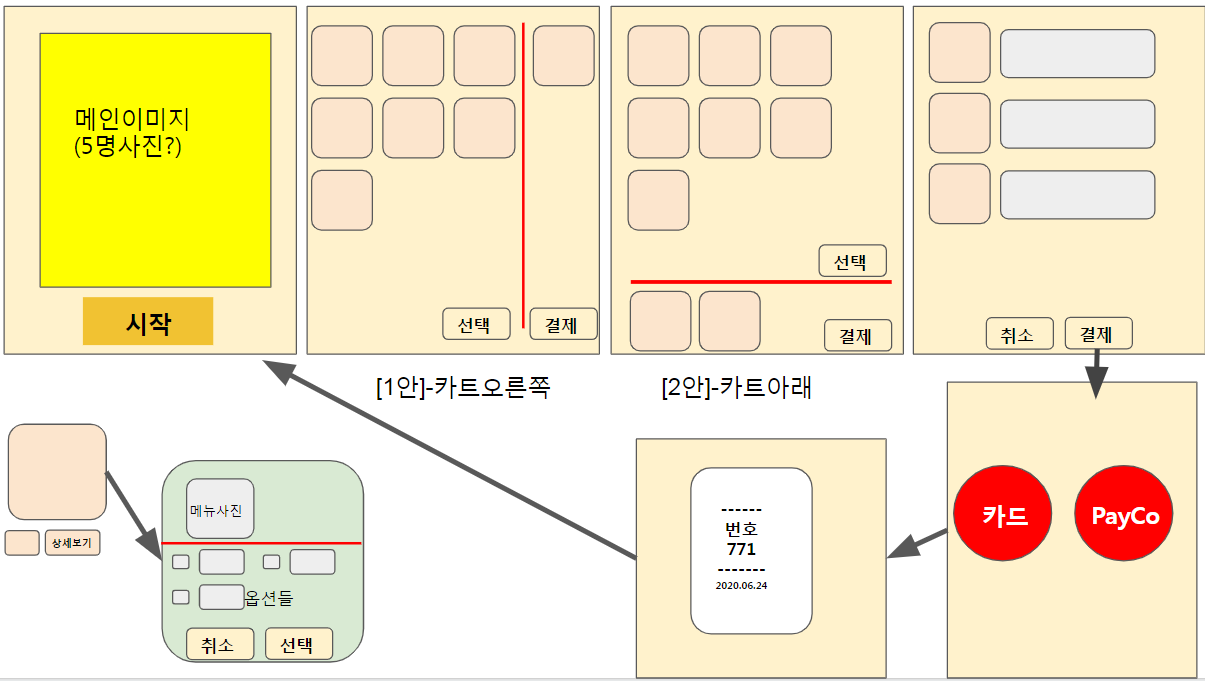 메인이미지
(5명사진?)
시작
선택
결제
[1안]-카트오른쪽
선택
결제
[2안]-카트아래
취소
결제
카드
PayCo
------
번호
771
-------
2020.06.24
상세보기
메뉴사진
옵션들
취소
선택